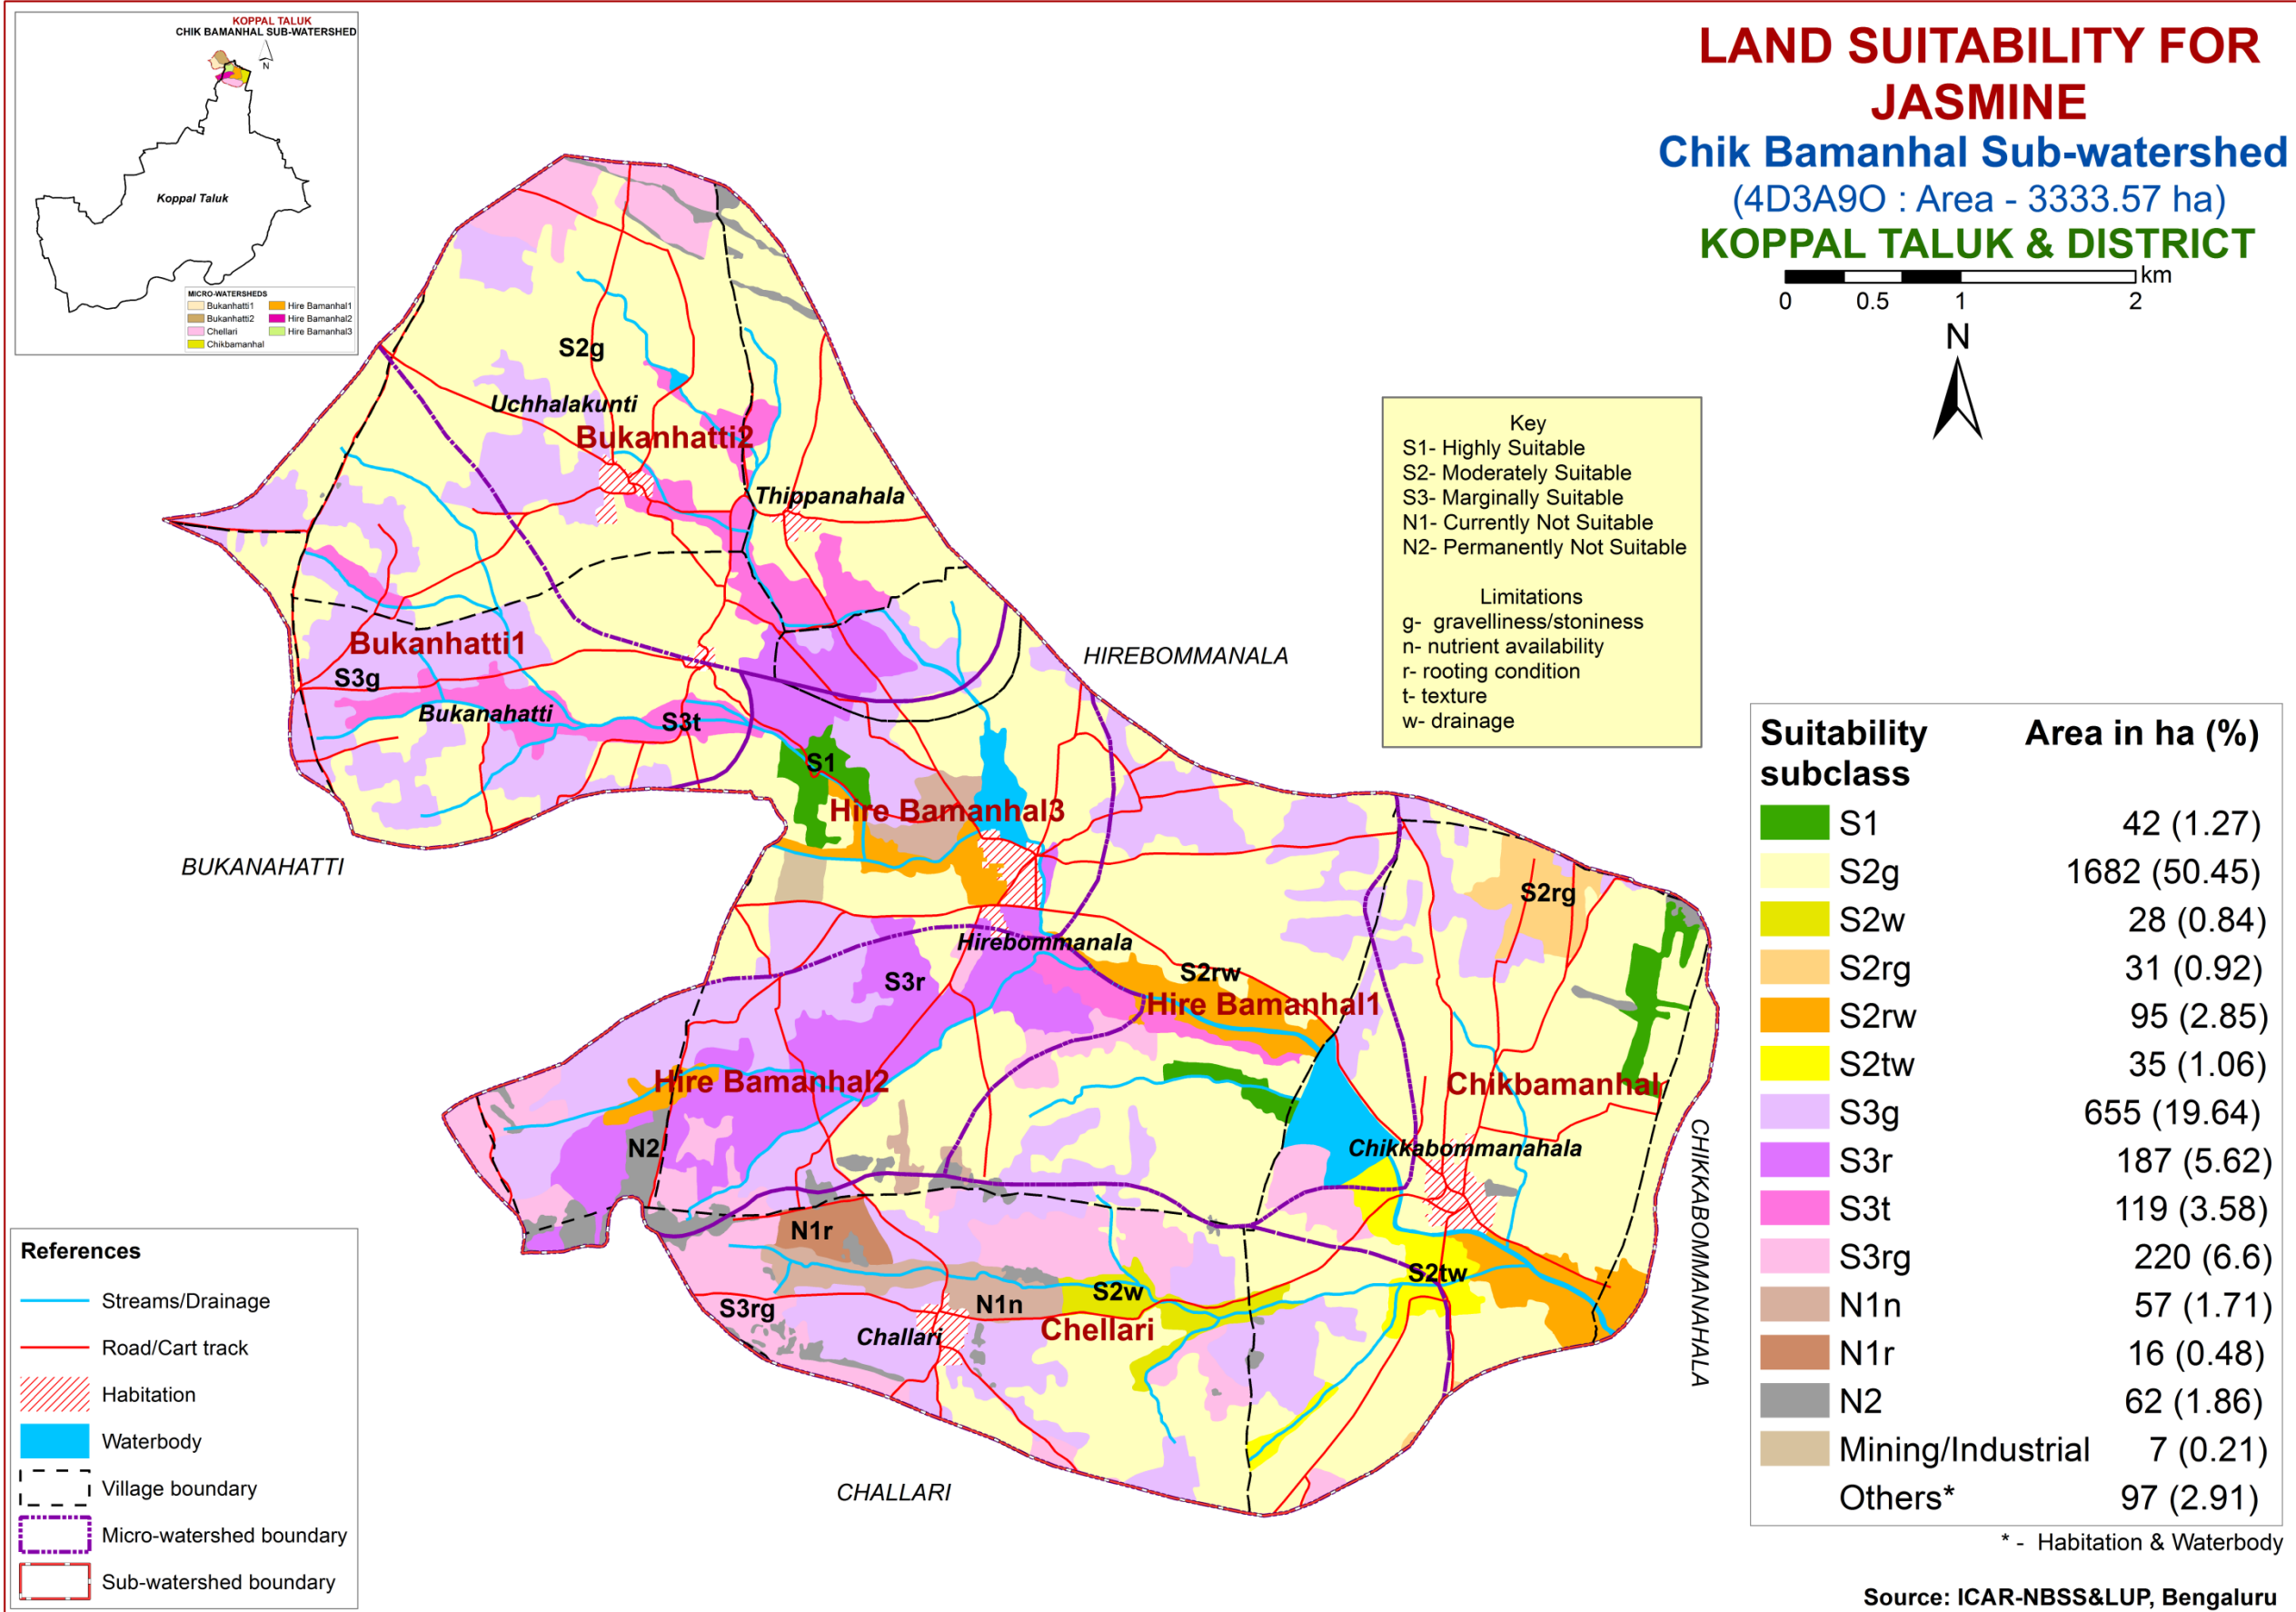 KOPPAL TALUK
CHIK BAMANHAL SUB-WATERSHED
N
Koppal Taluk
MICRO-WATERSHEDS
Bukanhatti1
Hire Bamanhal1
Bukanhatti2
Hire Bamanhal2
Chellari
Hire Bamanhal3
Chikbamanhal
LAND SUITABILITY FOR
JASMINE
Chik Bamanhal Sub-watershed
(4D3A9O : Area - 3333.57 ha)
KOPPAL TALUK & DISTRICT
km
0 0.5 1 2
N
Key
S1- Highly Suitable
S2- Moderately Suitable
S3- Marginally Suitable
N1- Currently Not Suitable
N2- Permanently Not Suitable
Limitations
g- gravelliness/stoniness
n- nutrient availability
r- rooting condition
t- texture
w- drainage
S2g
Uchhalakunti
Bukanhatti2
Thippanahala
Bukanhatti1
S3g
Bukanahatti
S3t
HIREBOMMANALA
S1
Hire Bamanhal3
BUKANAHATTI
S2rg
Hirebommanala
S3r
S2rw
Hire Bamanhal1
Hire Bamanhal2
Chikbamanhal
N2
Chikkabommanahala
CHIKKABOMMANAHALA
N1r
S2tw
S2w
N1n
S3rg
Challari
Chellari
CHALLARI
Suitability subclass
Area in ha (%)
S1 42 (1.27)
S2g 1682 (50.45)
S2w 28 (0.84)
S2rg 31 (0.92)
S2rw 95 (2.85)
S2tw 35 (1.06)
S3g 655 (19.64)
S3r 187 (5.62)
S3t 119 (3.58)
S3rg 220 (6.6)
N1n 57 (1.71)
N1r 16 (0.48)
N2 62 (1.86)
Mining/Industrial 7 (0.21)
Others* 97 (2.91)
* - Habitation & Waterbody
Source: ICAR-NBSS&LUP, Bengaluru
References
Streams/Drainage
Road/Cart track
Habitation
Waterbody
Village boundary
Micro-watershed boundary
Sub-watershed boundary